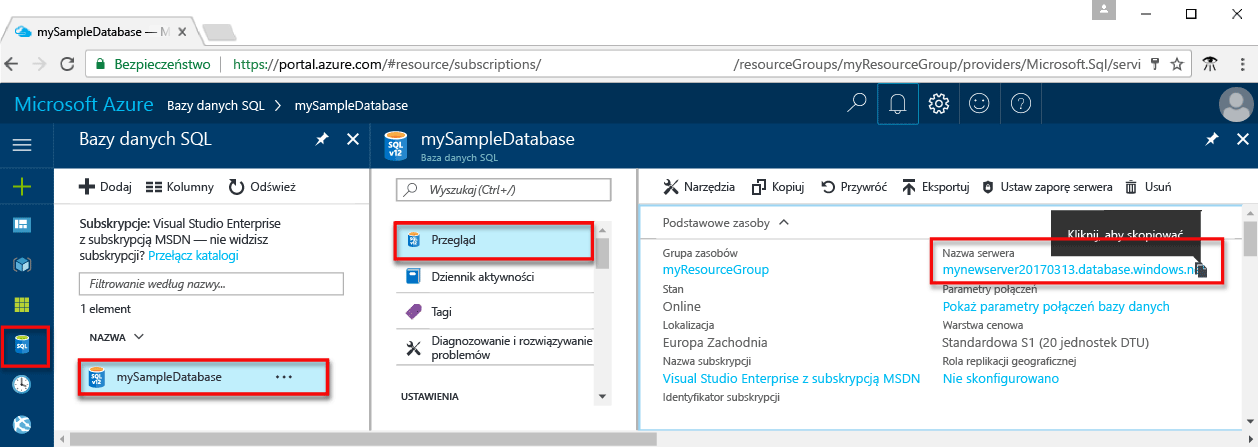 mySampleDatabase — M
Bezpieczeństwo
https://portal.azure.com/#resource/subscriptions/
/resourceGroups/myResourceGroup/providers/Microsoft.Sql/servi
Microsoft Azure
Bazy danych SQL > mySampleDatabase
Bazy danych SQL
Dodaj
Kolumny
Odśwież
Subskrypcje: Visual Studio Enterprise
z subskrypcją MSDN — nie widzisz
subskrypcji? Przełącz katalogi
Filtrowanie według nazwy...
1 element
NAZWA
SQL v12
mySampleDatabase
SQL v12
mySampleDatabase
Baza danych SQL
Wyszukaj (Ctrl+/)
Przegląd
Dziennik aktywności
Tagi
Diagnozowanie i rozwiązywanie
problemów
USTAWIENIA
Narzędzia
Kopiuj
Przywróć
Eksportuj
Ustaw zaporę serwera
Usuń
Podstawowe zasoby
Kliknij, aby skopiować
Grupa zasobów
myResourceGroup
Stan
Online
Lokalizacja
Europa Zachodnia
Nazwa subskrypcji
Visual Studio Enterprise z subskrypcją MSDN
Identyfikator subskrypcji
Nazwa serwera
mynewserver20170313.database.windows.n
Parametry połączeń
Pokaż parametry połączeń bazy danych
Warstwa cenowa
Standardowa S1 (20 jednostek DTU)
Rola replikacji geograficznej
Nie skonfigurowano